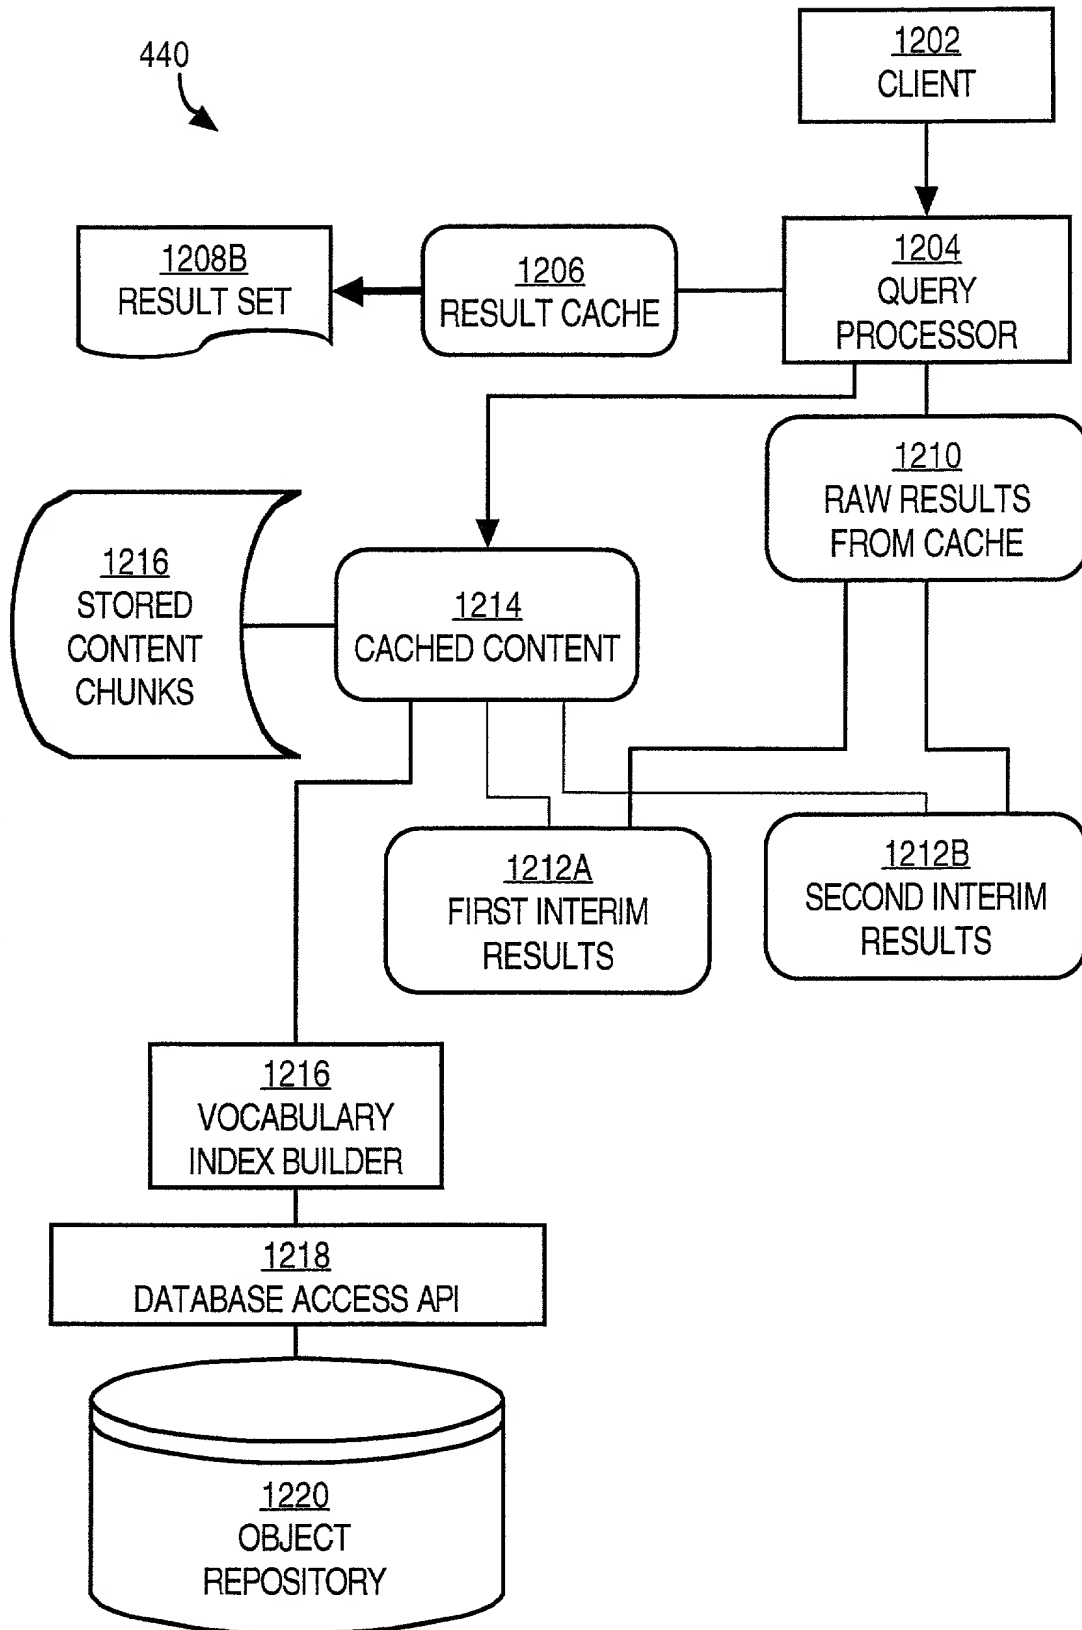 440
1202
CLIENT
1208B
RESULT SET
1206
RESULT CACHE
1204
QUERY
PROCESSOR
1210
RAW RESULTS
FROM CACHE
1216
STORED
CONTENT
CHUNKS
1214
CACHED CONTENT
1212A
FIRST INTERIM
RESULTS
1212B
SECOND INTERIM
RESULTS
1216
VOCABULARY
INDEX BUILDER
1218
DATABASE ACCESS API
1220
OBJECT
REPOSITORY